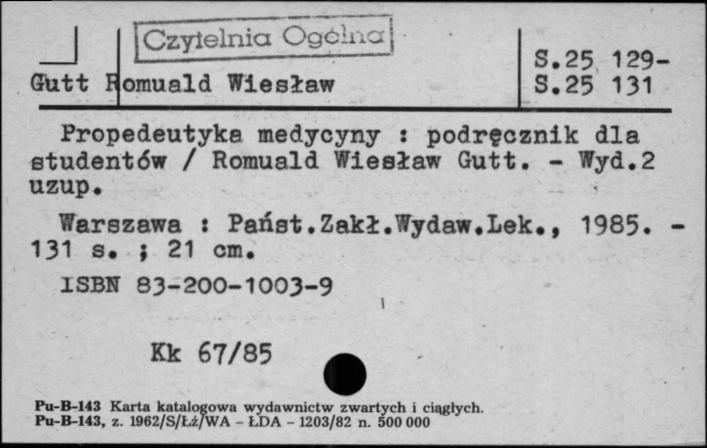 Czytelnia Ogólna
S.25 129-
Gutt Romuald Wiesław
S.25 131
Propedeutyka medycyny : podręcznik dla
studentów / Romuald Wiesław Gutt. - Wyd.2
uzup.
Warszawa : Państ.Zakł.Wydaw.Lek., 1985. -
131 s. ; 21 cm.
ISBN 83-200-1003-9
Kk 67/85
Pu-B-143 Karta katalogowa wydawnictw zwartych i ciągłych.
Pu-B-143, z. 1962/S/Łź/WA - ŁDA - 1203/82 n. 500 000